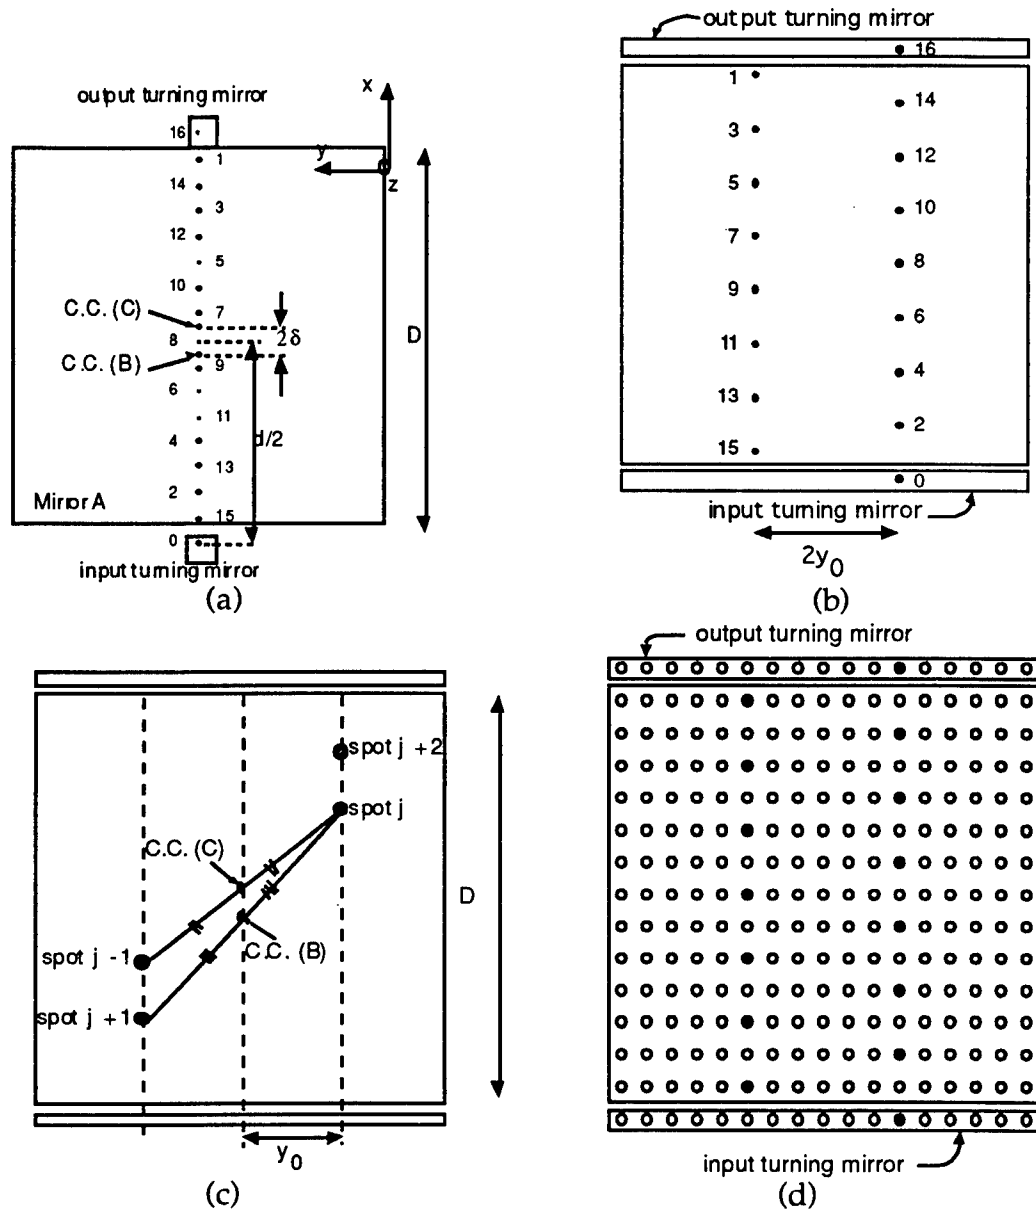 output turning mirror
x
16
1
y
z
14
3
12
5
10
7
C.C. (C)
8
2δ
D
C.C. (B)
9
6
11
4
d/2
13
2
Mirror A
15
0
input turning mirror
(a)
output turning mirror
16
1
14
3
12
5
10
7
8
9
6
11
4
13
2
15
0
input turning mirror
2y0
(b)
spot j + 2
spot j
C.C. (C)
D
spot j -1
C.C. (B)
spot j + 1
y0
(c)
output turning mirror
input turning mirror
(d)